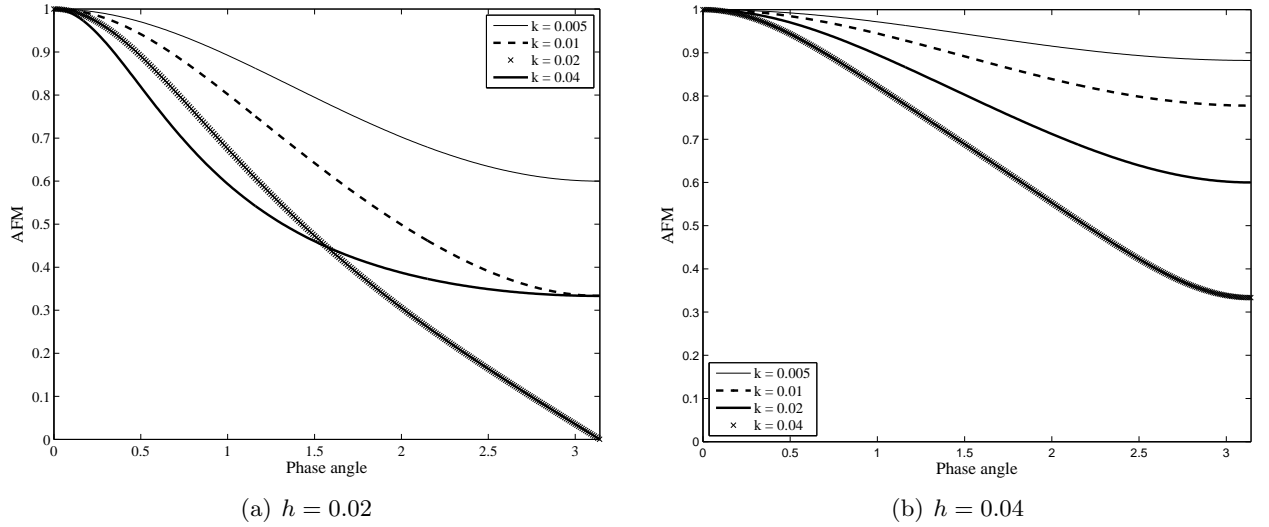 1
0.9
0.8
0.7
0.6
0.5
0.4
0.3
0.2
0.1
0
AFM
k = 0.005
k = 0.01
k = 0.02
k = 0.04
0 0.5 1 1.5 2 2.5 3
Phase angle
(a) h = 0.02
1
0.9
0.8
0.7
0.6
0.5
0.4
0.3
0.2
0.1
0
AFM
k = 0.005
k = 0.01
k = 0.02
k = 0.04
0 0.5 1 1.5 2 2.5 3
Phase angle
(b) h = 0.04